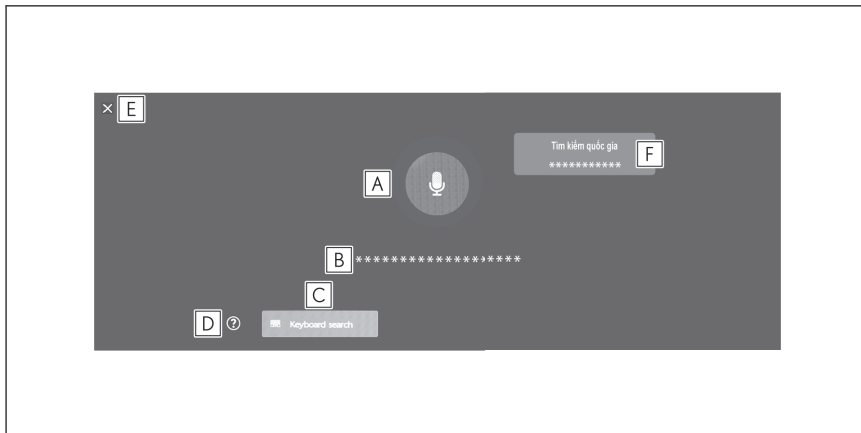 E
Tìm kiếm quốc gia
F
***********
A
B *******************
C
D ? Keyboard search